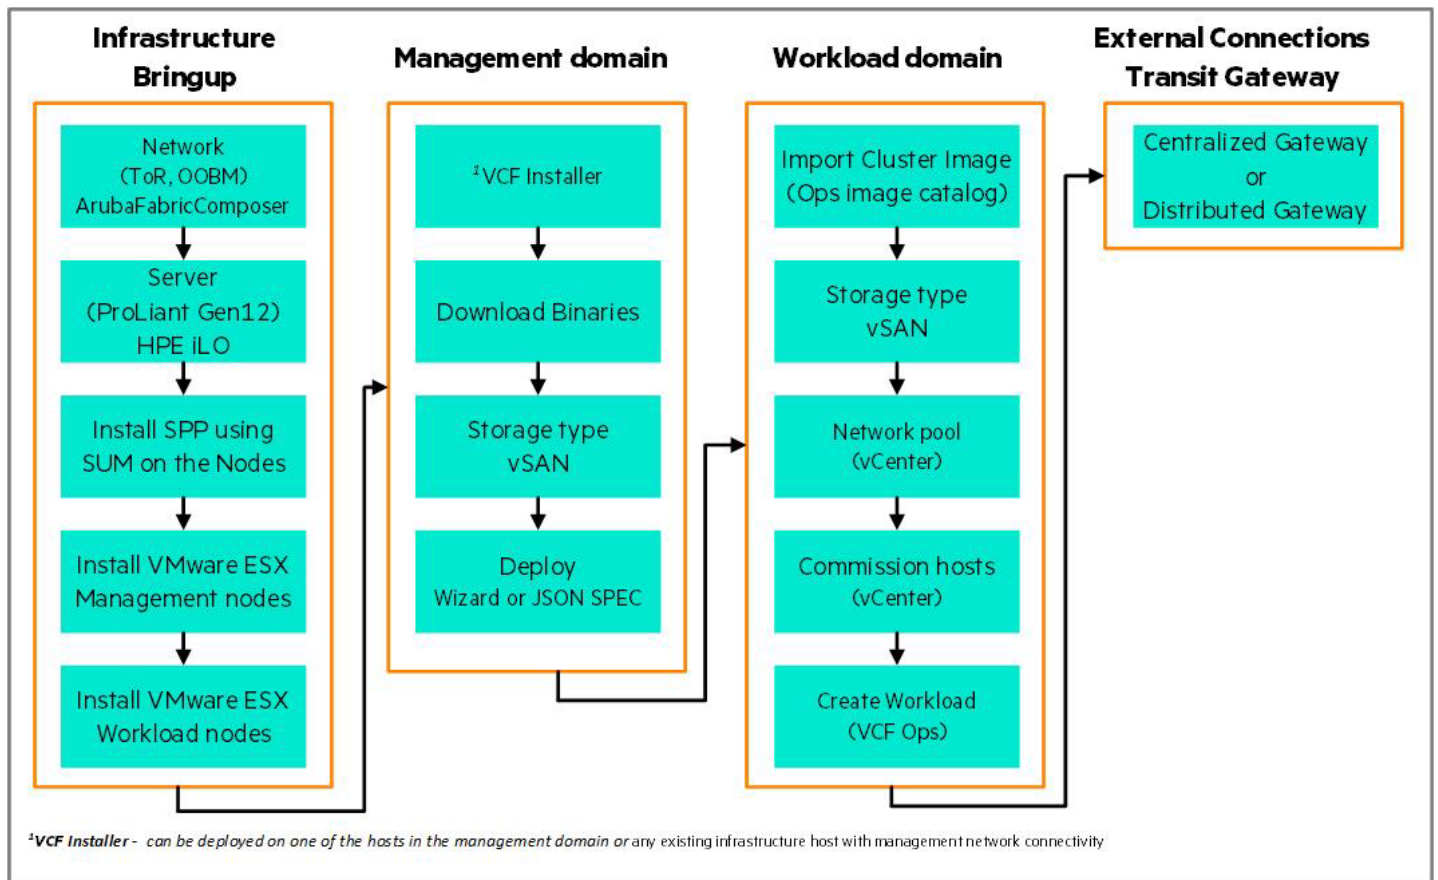 Infrastructure
Bringup
Network
(ToR, OOBM)
ArubaFabricComposer
Server
(ProLiant Gen12)
HPE iLO
Install SPP using
SUM on the Nodes
Install VMware ESX
Management nodes
Install VMware ESX
Workload nodes
Management domain
¹VCF Installer
Download Binaries
Storage type
vSAN
Deploy
Wizard or JSON SPEC
Workload domain
Import Cluster Image
(Ops image catalog)
Storage type
vSAN
Network pool
(vCenter)
Commission hosts
(vCenter)
Create Workload
(VCF Ops)
External Connections
Transit Gateway
Centralized Gateway
or
Distributed Gateway
¹VCF Installer - can be deployed on one of the hosts in the management domain or any existing infrastructure host with management network connectivity